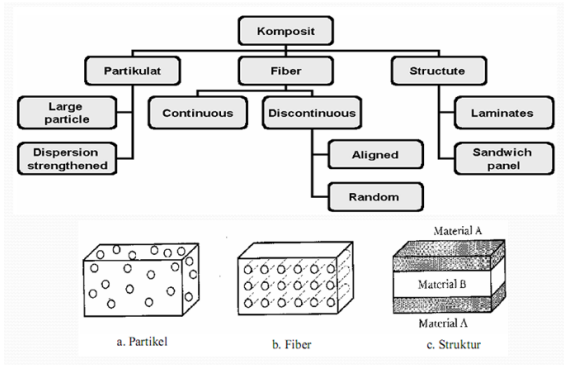 Komposit
Partikulat
Fiber
Structute
Large
particle
Continuous
Discontinuous
Laminates
Dispersion
strengthened
Aligned
Sandwich
panel
Random
Material A
Material B
Material A
a. Partikel
b. Fiber
c. Struktur